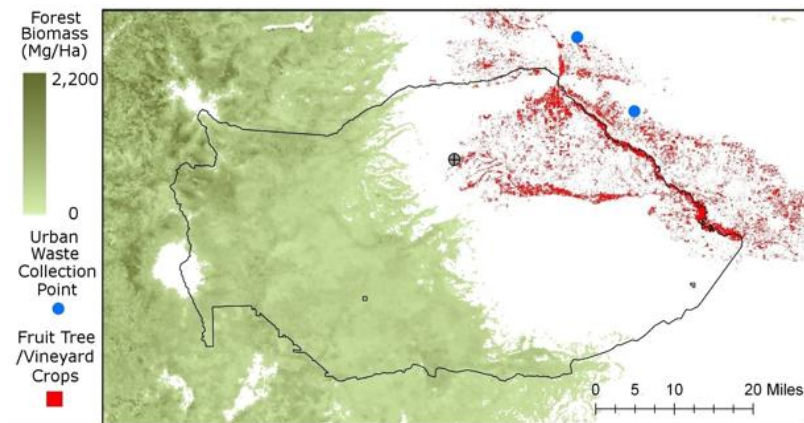 Forest
Biomass
(Mg/Ha)
2,200
0
Urban
Waste
Collection
Point
Fruit Tree
/Vineyard
Crops
0 5 10 20 Miles